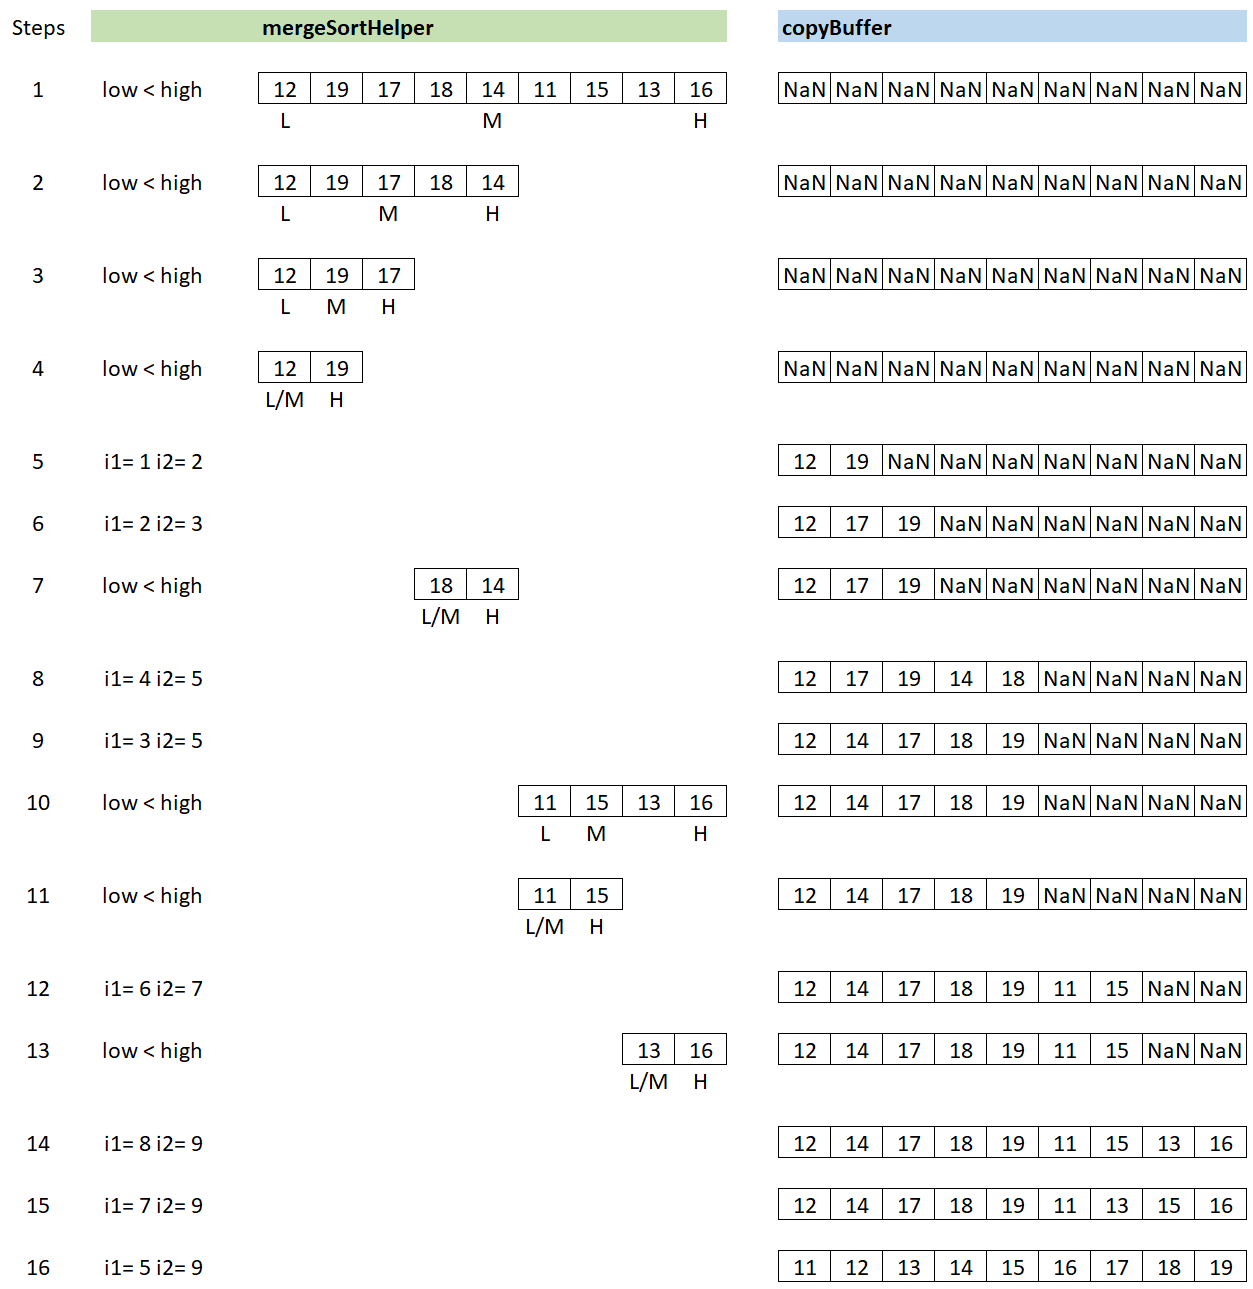 Steps mergeSortHelper copyBuffer
1 low < high 12 19 17 18 14 11 15 13 16 NaN NaN NaN NaN NaN NaN NaN NaN NaN
L M H
2 low < high 12 19 17 18 14 NaN NaN NaN NaN NaN NaN NaN NaN NaN
L M H
3 low < high 12 19 17 NaN NaN NaN NaN NaN NaN NaN NaN NaN
L M H
4 low < high 12 19 NaN NaN NaN NaN NaN NaN NaN NaN NaN
L/M H
5 i1= 1 i2= 2 12 19 NaN NaN NaN NaN NaN NaN NaN
6 i1= 2 i2= 3 12 17 19 NaN NaN NaN NaN NaN NaN
7 low < high 18 14 12 17 19 NaN NaN NaN NaN NaN NaN
L/M H
8 i1= 4 i2= 5 12 17 19 14 18 NaN NaN NaN NaN
9 i1= 3 i2= 5 12 14 17 18 19 NaN NaN NaN NaN
10 low < high 11 15 13 16 12 14 17 18 19 NaN NaN NaN NaN
L M H
11 low < high 11 15 12 14 17 18 19 NaN NaN NaN NaN
L/M H
12 i1= 6 i2= 7 12 14 17 18 19 11 15 NaN NaN
13 low < high 13 16 12 14 17 18 19 11 15 NaN NaN
L/M H
14 i1= 8 i2= 9 12 14 17 18 19 11 15 13 16
15 i1= 7 i2= 9 12 14 17 18 19 11 13 15 16
16 i1= 5 i2= 9 11 12 13 14 15 16 17 18 19